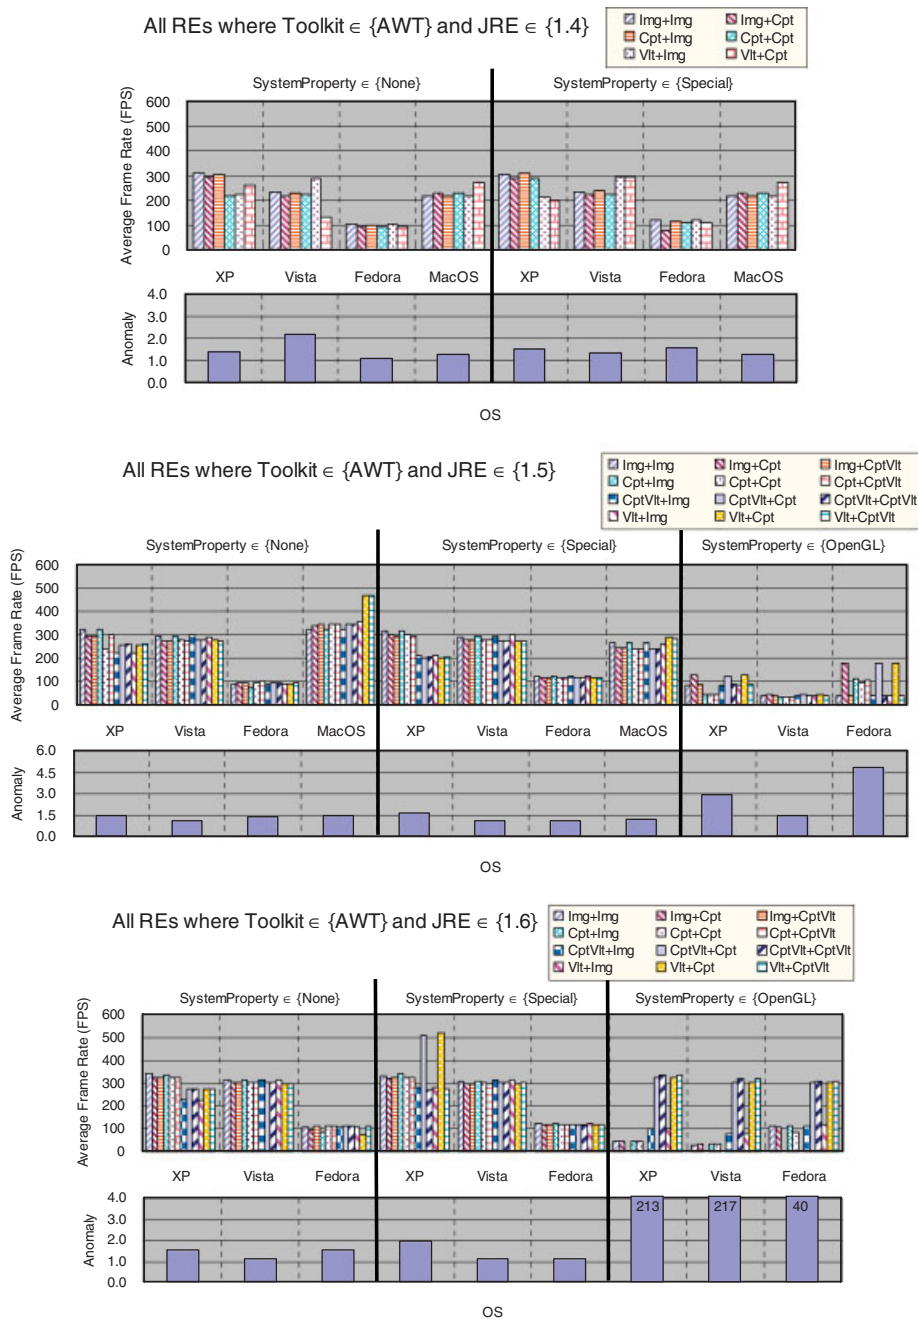 All REs where Toolkit ∈ {AWT} and JRE ∈ {1.4}
Img+Img Img+Cpt
Cpt+Img Cpt+Cpt
Vlt+Img Vlt+Cpt
SystemProperty ∈ {None} SystemProperty ∈ {Special}
Average Frame Rate (FPS)
600
500
400
300
200
100
0
XP Vista Fedora MacOS XP Vista Fedora MacOS
Anomaly
4.0
3.0
2.0
1.0
0.0
OS
All REs where Toolkit ∈ {AWT} and JRE ∈ {1.5}
Img+Img Img+Cpt Img+CptVlt
Cpt+Img Cpt+Cpt Cpt+CptVlt
CptVlt+Img CptVlt+Cpt CptVlt+CptVlt
Vlt+Img Vlt+Cpt Vlt+CptVlt
SystemProperty ∈ {None} SystemProperty ∈ {Special} SystemProperty ∈ {OpenGL}
Average Frame Rate (FPS)
600
500
400
300
200
100
0
XP Vista Fedora MacOS XP Vista Fedora MacOS XP Vista Fedora
Anomaly
6.0
4.5
3.0
1.5
0.0
OS
All REs where Toolkit ∈ {AWT} and JRE ∈ {1.6}
Img+Img Img+Cpt Img+CptVlt
Cpt+Img Cpt+Cpt Cpt+CptVlt
CptVlt+Img CptVlt+Cpt CptVlt+CptVlt
Vlt+Img Vlt+Cpt Vlt+CptVlt
SystemProperty ∈ {None} SystemProperty ∈ {Special} SystemProperty ∈ {OpenGL}
Average Frame Rate (FPS)
600
500
400
300
200
100
0
XP Vista Fedora XP Vista Fedora XP Vista Fedora
Anomaly
4.0
3.0
2.0
1.0
0.0
213 217 40
OS